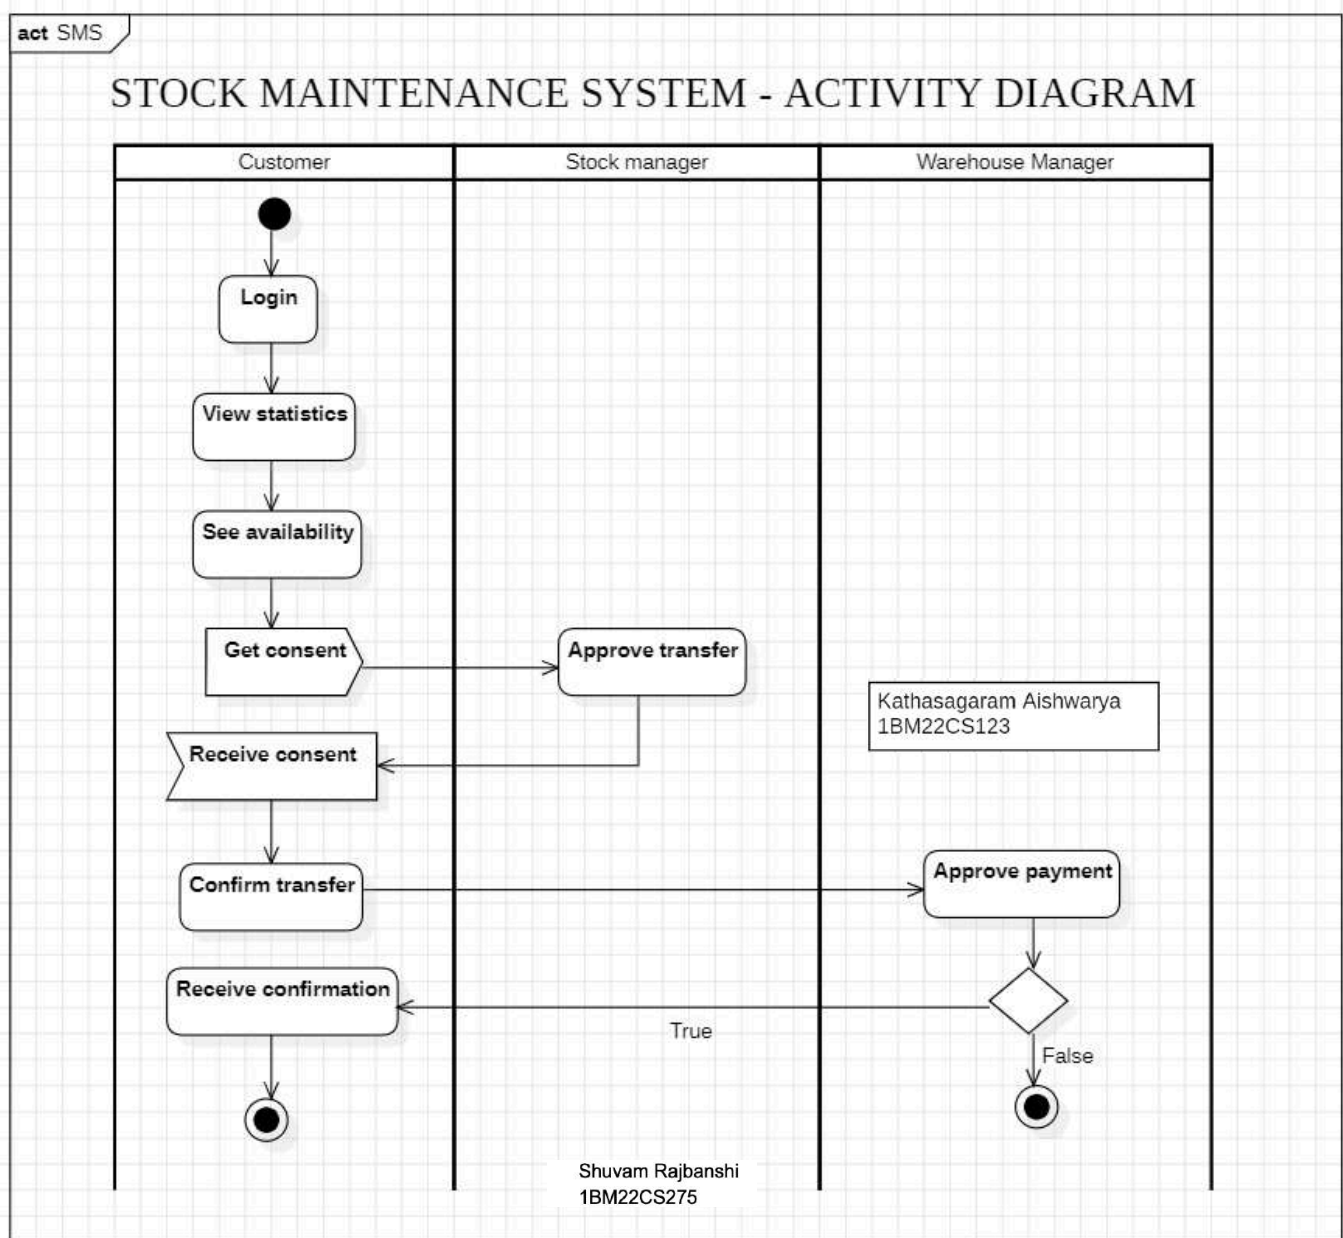 act SMS
STOCK MAINTENANCE SYSTEM - ACTIVITY DIAGRAM
Customer
Stock manager
Warehouse Manager
Login
View statistics
See availability
Get consent
Approve transfer
Kathasagaram Aishwarya
1BM22CS123
Receive consent
Confirm transfer
Approve payment
Receive confirmation
True
False
Shuvam Rajbanshi
1BM22CS275